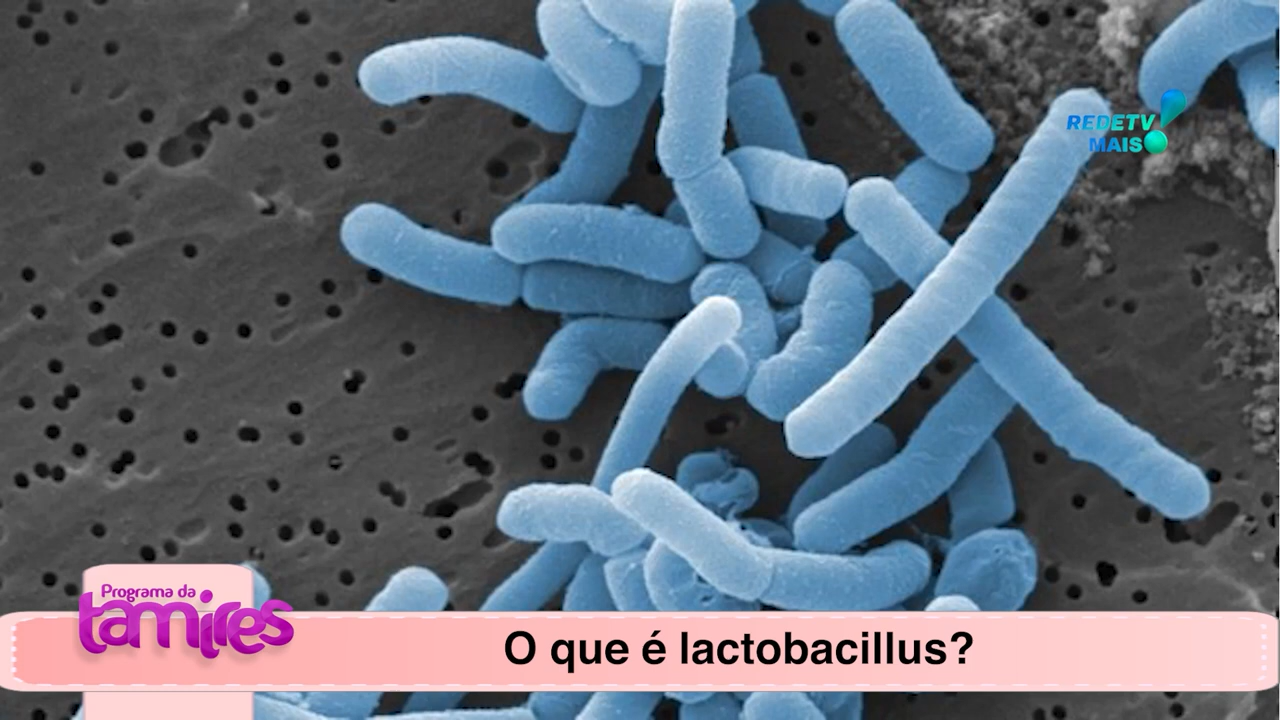 REDETV
MAIS
Programa da
tamires
O que é lactobacillus?